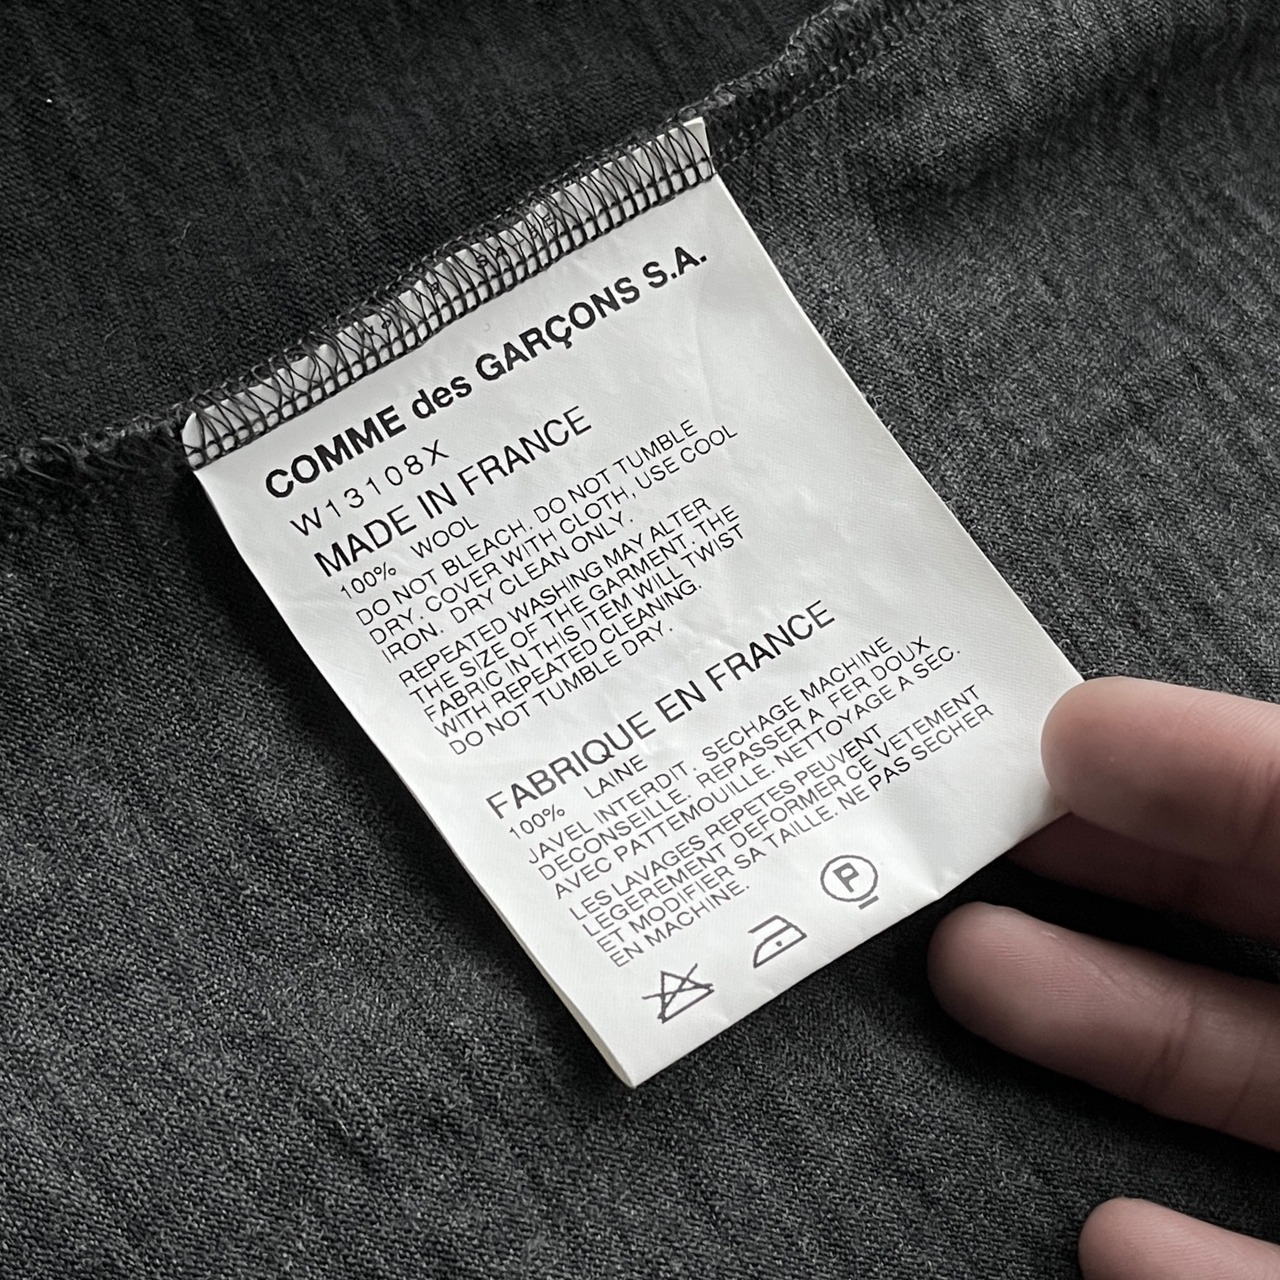 COMME des GARÇONS S.A.
W13108X
MADE IN FRANCE
100% WOOL
DO NOT BLEACH. DO NOT TUMBLE
DRY. COVER WITH CLOTH, USE COOL
IRON. DRY CLEAN ONLY.
REPEATED WASHING MAY ALTER
THE SIZE OF THE GARMENT. THE
FABRIC IN THIS ITEM WILL TWIST
WITH REPEATED CLEANING.
DO NOT TUMBLE DRY.
FABRIQUE EN FRANCE
100% LAINE
JAVEL INTERDIT. SECHAGE MACHINE
DECONSEILLE. REPASSER A FER DOUX
AVEC PATTEMOUILLE. NETTOYAGE A SEC.
LES LAVAGES REPETES PEUVENT
LEGEREMENT DEFORMER CE VETEMENT
ET MODIFIER SA TAILLE. NE PAS SECHER
EN MACHINE.
P